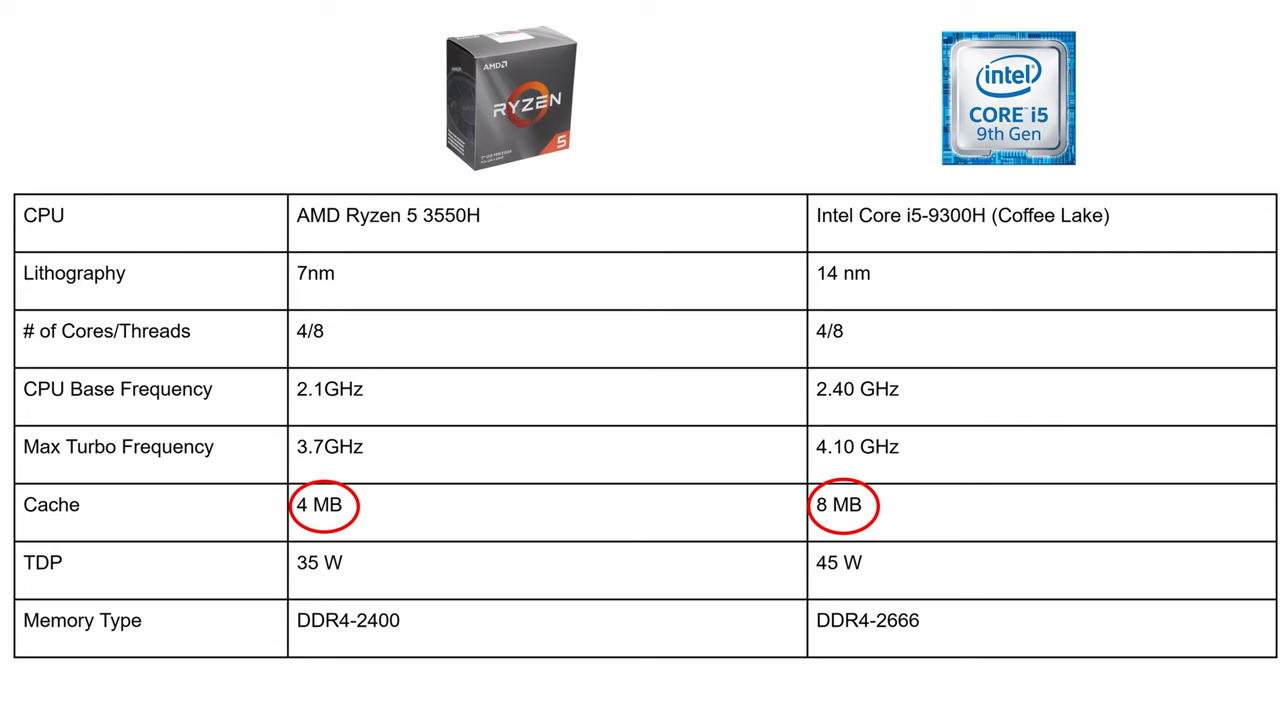 AMD
RYZEN
5
intel
CORE i5
9th Gen
CPU AMD Ryzen 5 3550H Intel Core i5-9300H (Coffee Lake)
Lithography 7nm 14 nm
# of Cores/Threads 4/8 4/8
CPU Base Frequency 2.1GHz 2.40 GHz
Max Turbo Frequency 3.7GHz 4.10 GHz
Cache 4 MB 8 MB
TDP 35 W 45 W
Memory Type DDR4-2400 DDR4-2666